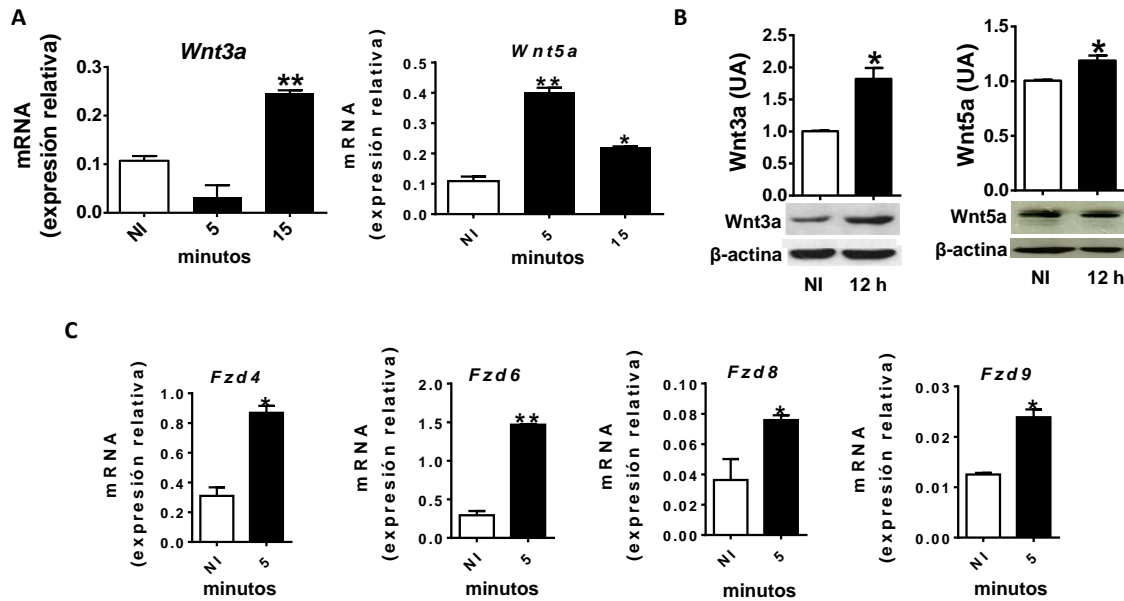 A
Wnt3a
mRNA
(expresión relativa)
0.3
0.2
0.1
0.0
**
NI
5
15
minutos
Wnt5a
mRNA
(expresión relativa)
0.5
0.4
0.3
0.2
0.1
0.0
**
*
NI
5
15
minutos
B
Wnt3a (UA)
2.5
2.0
1.5
1.0
0.5
0.0
*
Wnt3a
β-actina
NI 12 h
Wnt5a (UA)
1.5
1.0
0.5
0.0
*
Wnt5a
β-actina
NI 12 h
C
Fzd4
mRNA
(expresión relativa)
1.0
0.8
0.6
0.4
0.2
0.0
*
NI
5
minutos
Fzd6
mRNA
(expresión relativa)
2.0
1.5
1.0
0.5
0.0
**
NI
5
minutos
Fzd8
mRNA
(expresión relativa)
0.10
0.08
0.06
0.04
0.02
0.00
*
NI
5
minutos
Fzd9
mRNA
(expresión relativa)
0.03
0.02
0.01
0.00
*
NI
5
minutos